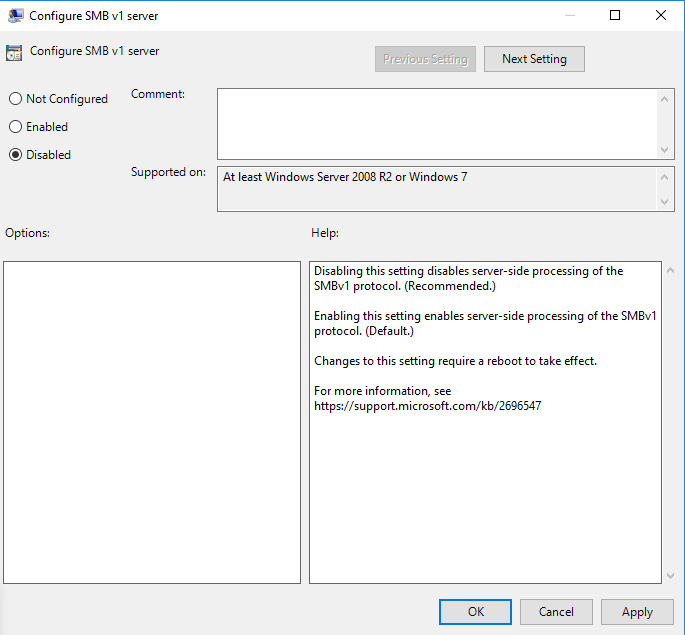 Configure SMB v1 server
Configure SMB v1 server
Previous Setting
Next Setting
Not Configured
Enabled
Disabled
Comment:
Supported on:
At least Windows Server 2008 R2 or Windows 7
Options:
Help:
Disabling this setting disables server-side processing of the
SMBv1 protocol. (Recommended.)
Enabling this setting enables server-side processing of the SMBv1
protocol. (Default.)
Changes to this setting require a reboot to take effect.
For more information, see
https://support.microsoft.com/kb/2696547
OK
Cancel
Apply